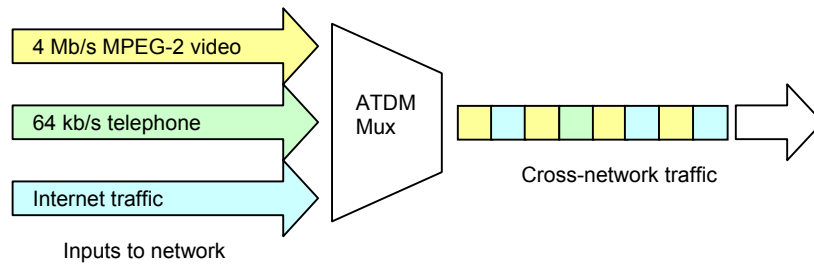 4 Mb/s MPEG-2 video
64 kb/s telephone
Internet traffic
Inputs to network
ATDM
Mux
Cross-network traffic